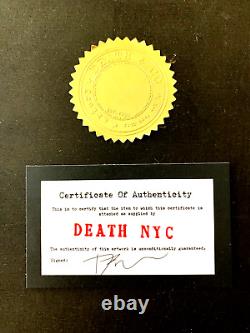 Certificate Of Authenticity
This is to certify that the item to which this certificate is
attached as supplied by
DEATH NYC
The authenticity of this artwork is unconditionally guaranteed.
Signed: